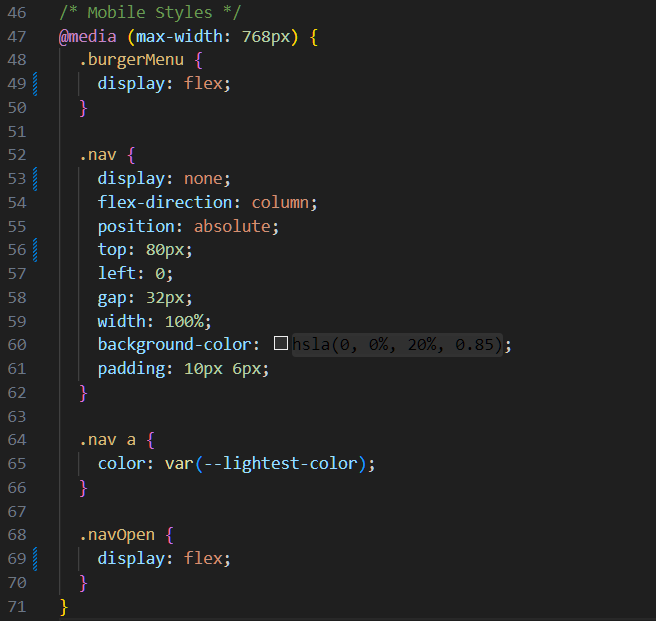 46 /* Mobile Styles */
47 @media (max-width: 768px) {
48 .burgerMenu {
49 display: flex;
50 }
51
52 .nav {
53 display: none;
54 flex-direction: column;
55 position: absolute;
56 top: 80px;
57 left: 0;
58 gap: 32px;
59 width: 100%;
60 background-color: hsla(0, 0%, 20%, 0.85);
61 padding: 10px 6px;
62 }
63
64 .nav a {
65 color: var(--lightest-color);
66 }
67
68 .navOpen {
69 display: flex;
70 }
71 }